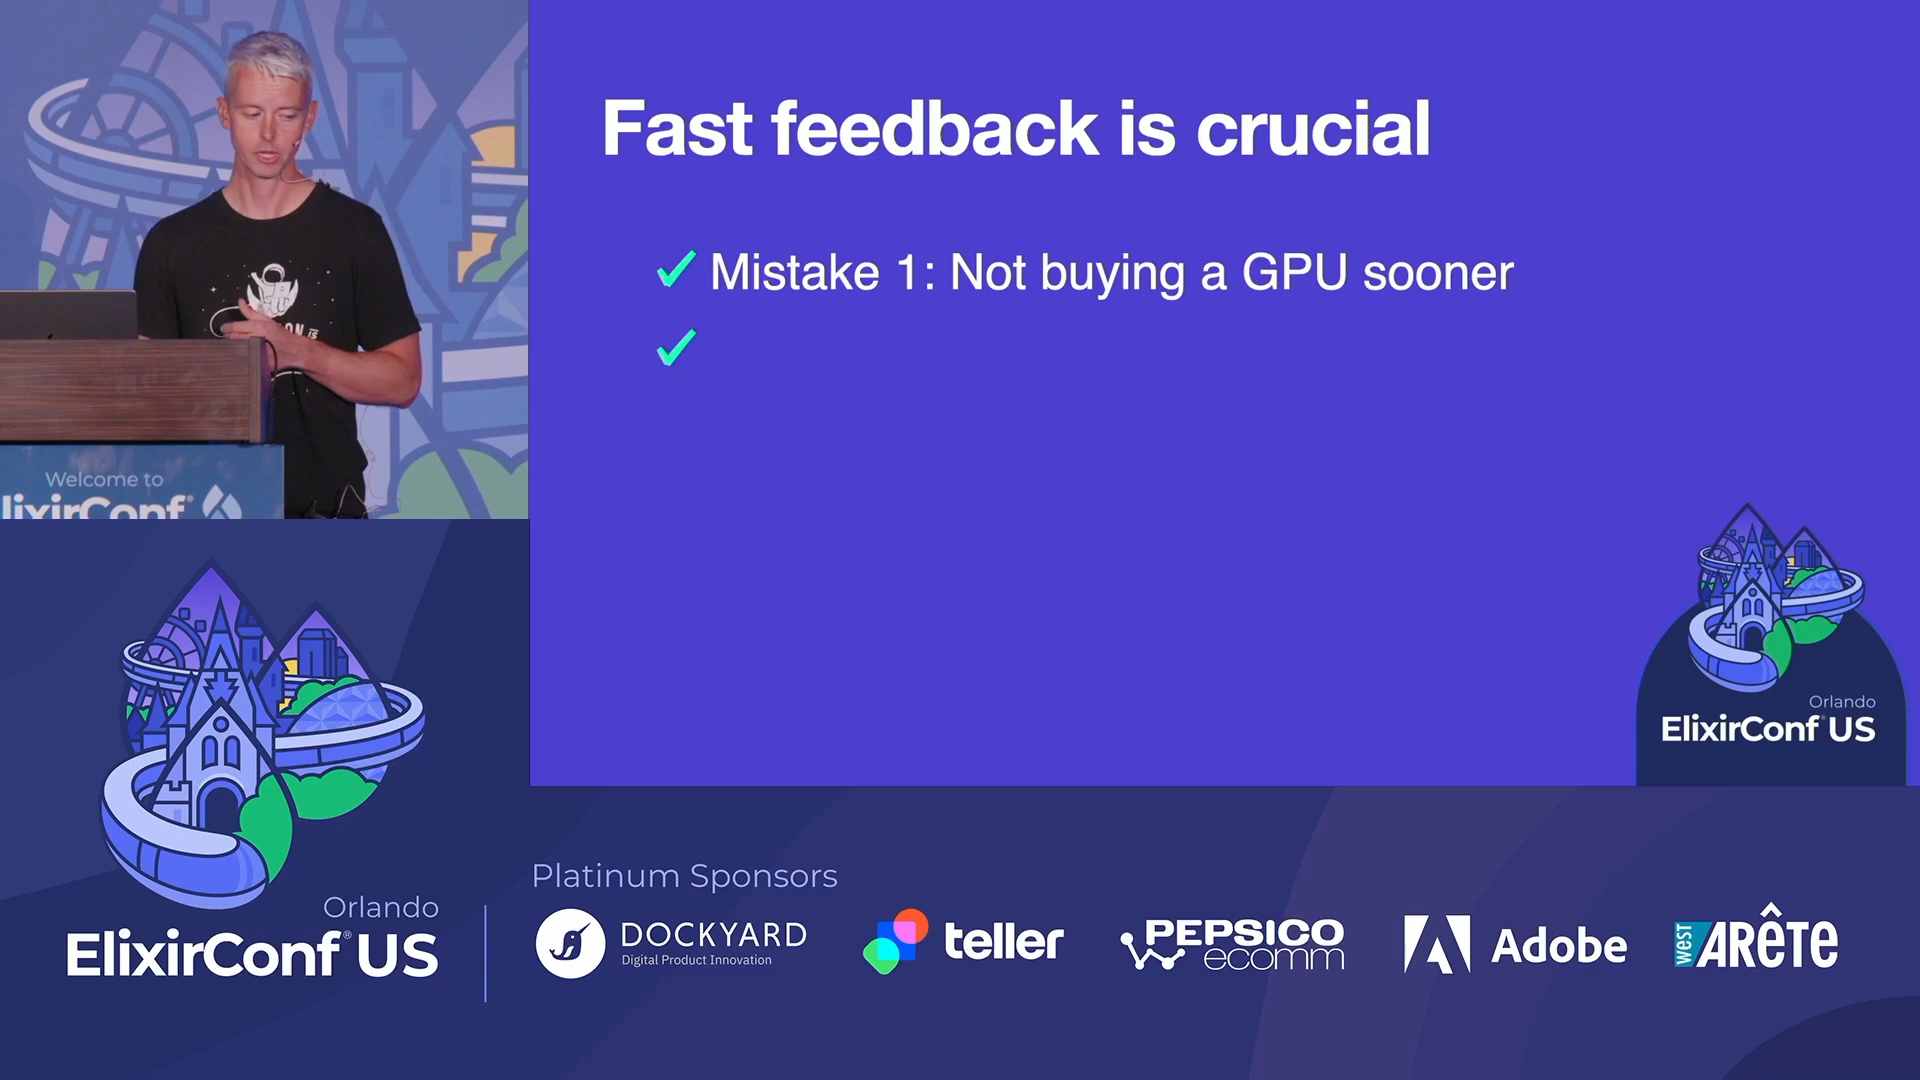 Fast feedback is crucial
✓ Mistake 1: Not buying a GPU sooner
✓
Welcome to
lixirConf
Orlando
ElixirConf US
Orlando
ElixirConf® US
Platinum Sponsors
DOCKYARD
Digital Product Innovation
teller
PEPSICO
ecomm
Adobe
west ARÊTE